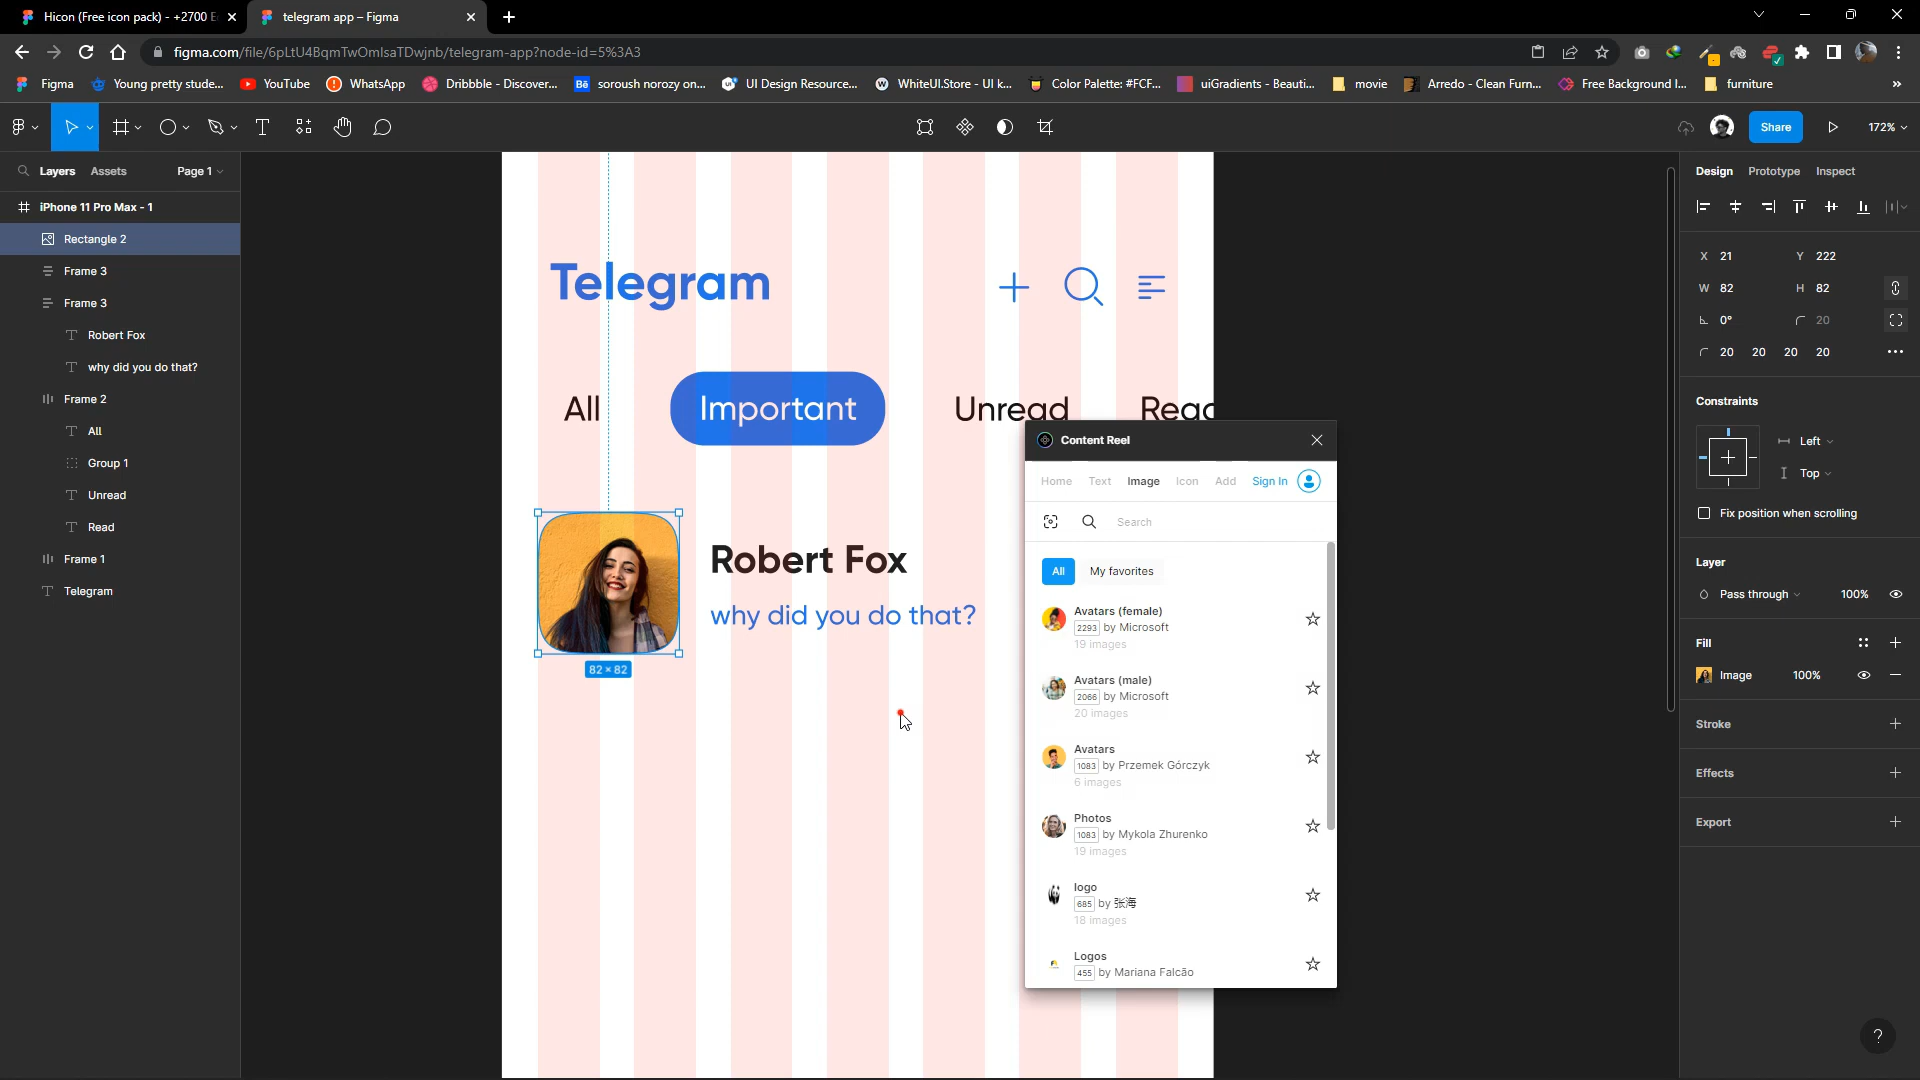 Hicon (Free icon pack) - +2700 E
telegram app – Figma
figma.com/file/6pLtU4BqmTwOmIsaTDwjnb/telegram-app?node-id=5%3A3
Figma
Young pretty stude...
YouTube
WhatsApp
Dribbble - Discover...
Bē soroush norozy on...
UI Design Resource...
WhiteUI.Store - UI k...
Color Palette: #FCF...
uiGradients - Beauti...
movie
Arredo - Clean Furn...
Free Background I...
furniture
»
Share
172%
Layers
Assets
Page 1
iPhone 11 Pro Max - 1
Rectangle 2
Frame 3
Frame 3
Robert Fox
why did you do that?
Frame 2
All
Group 1
Unread
Read
Frame 1
Telegram
Telegram
All
Important
Unread
Read
Robert Fox
why did you do that?
82 × 82
Content Reel
Home
Text
Image
Icon
Add
Sign In
Search
All
My favorites
Avatars (female)
2293 by Microsoft
19 images
Avatars (male)
2066 by Microsoft
20 images
Avatars
1083 by Przemek Górczyk
6 images
Photos
1083 by Mykola Zhurenko
19 images
logo
685 by 张海
18 images
Logos
455 by Mariana Falcão
Design
Prototype
Inspect
X 21
Y 222
W 82
H 82
0°
20
20 20 20 20
Constraints
Left
Top
Fix position when scrolling
Layer
Pass through
100%
Fill
Image
100%
Stroke
Effects
Export
?